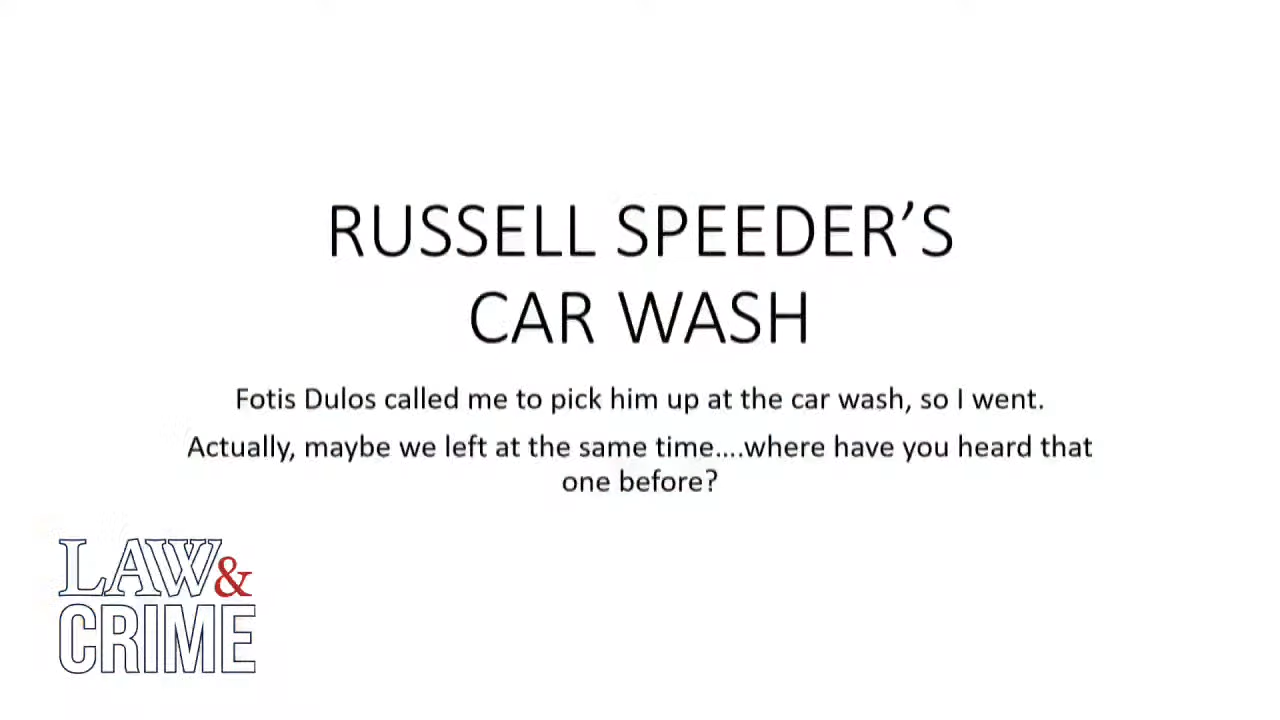 RUSSELL SPEEDER’S
CAR WASH
Fotis Dulos called me to pick him up at the car wash, so I went.
Actually, maybe we left at the same time....where have you heard that
one before?
LAW&
CRIME